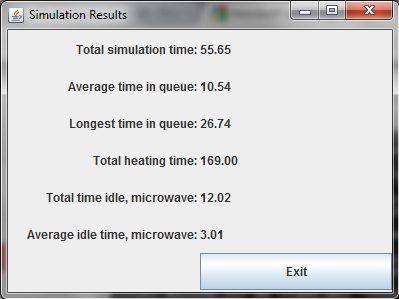 Simulation Results
Total simulation time: 55.65
Average time in queue: 10.54
Longest time in queue: 26.74
Total heating time: 169.00
Total time idle, microwave: 12.02
Average idle time, microwave: 3.01
Exit